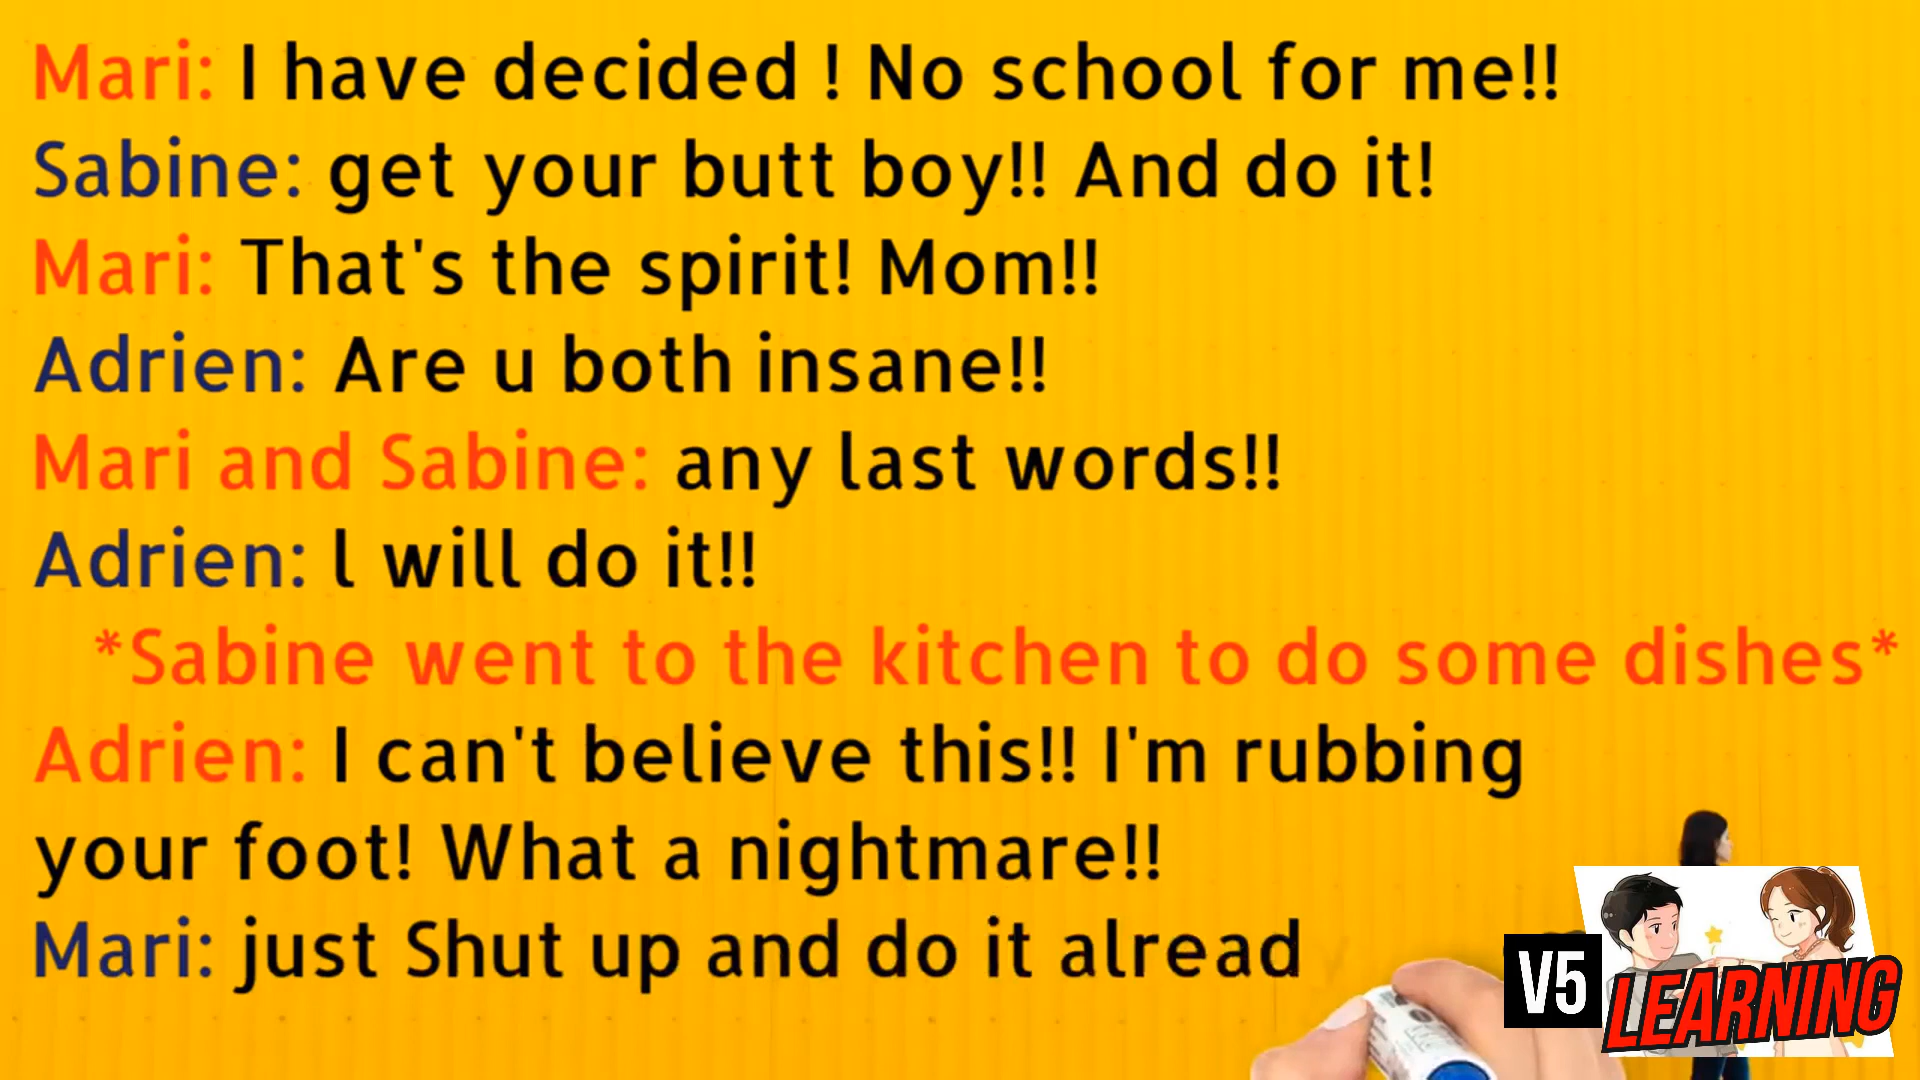 Mari: I have decided ! No school for me!!
Sabine: get your butt boy!! And do it!
Mari: That's the spirit! Mom!!
Adrien: Are u both insane!!
Mari and Sabine: any last words!!
Adrien: l will do it!!
*Sabine went to the kitchen to do some dishes*
Adrien: I can't believe this!! I'm rubbing
your foot! What a nightmare!!
Mari: just Shut up and do it alread
V5
LEARNING